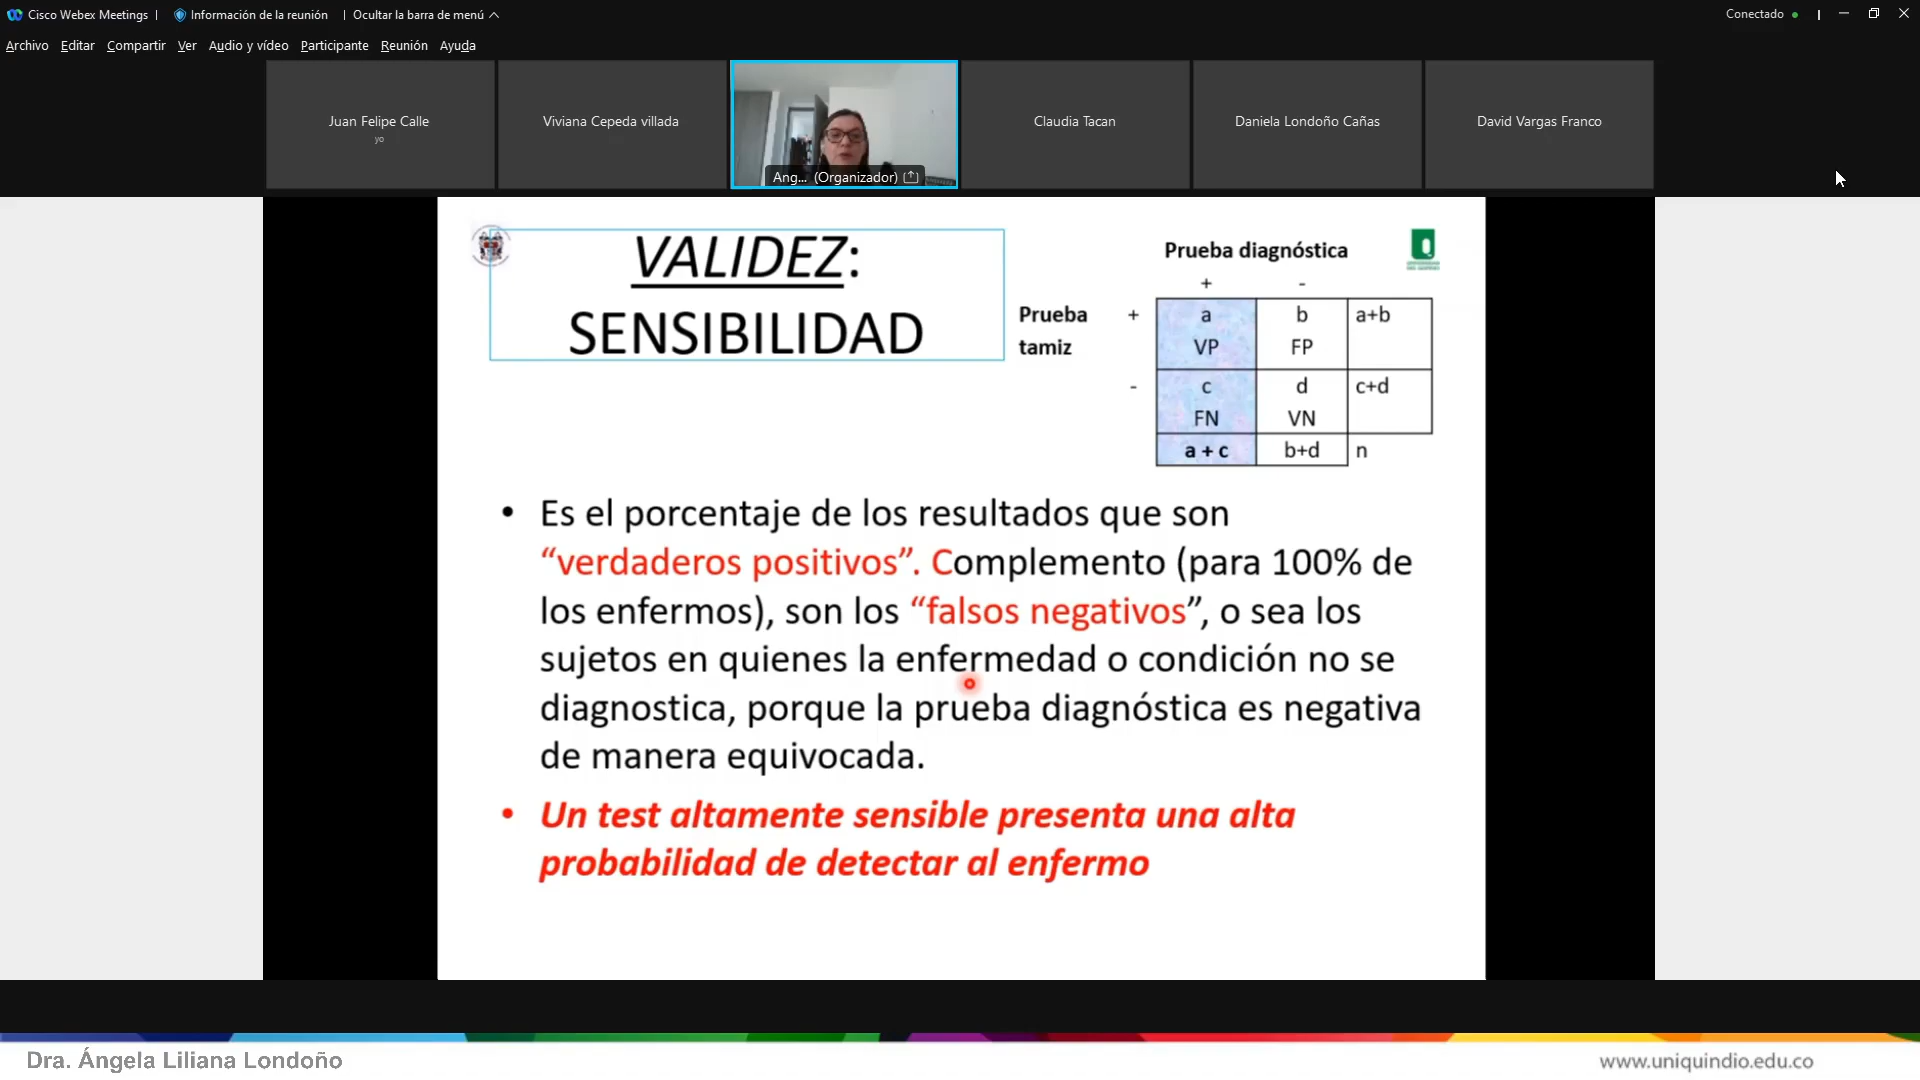 Cisco Webex Meetings | Información de la reunión | Ocultar la barra de menú
Conectado
Archivo Editar Compartir Ver Audio y vídeo Participante Reunión Ayuda
Juan Felipe Calle
yo
Viviana Cepeda villada
Ang... (Organizador)
Claudia Tacan
Daniela Londoño Cañas
David Vargas Franco
VALIDEZ:
SENSIBILIDAD
Prueba diagnóstica
+ -
Prueba + a b a+b
tamiz VP FP
- c d c+d
FN VN
a + c b+d n
• Es el porcentaje de los resultados que son
“verdaderos positivos”. Complemento (para 100% de
los enfermos), son los “falsos negativos”, o sea los
sujetos en quienes la enfermedad o condición no se
diagnostica, porque la prueba diagnóstica es negativa
de manera equivocada.
• Un test altamente sensible presenta una alta
probabilidad de detectar al enfermo
Dra. Ángela Liliana Londoño
www.uniquindio.edu.co